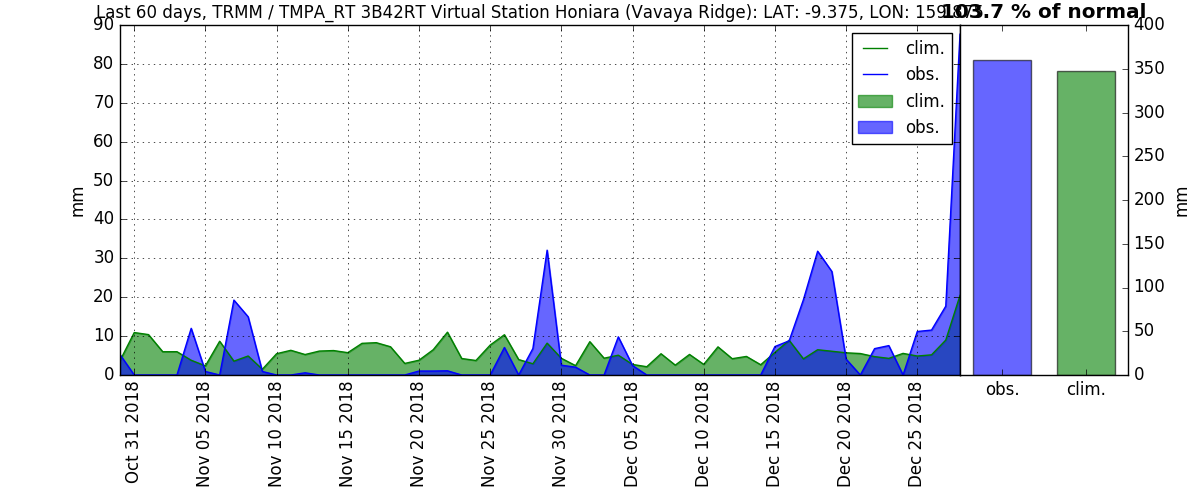 Last 60 days, TRMM / TMPA_RT 3B42RT Virtual Station Honiara (Vavaya Ridge): LAT: -9.375, LON:
103.7 % of normal
90
80
70
60
50
40
30
20
10
0
mm
clim.
obs.
clim.
obs.
400
350
300
250
200
150
100
50
0
mm
obs.
clim.
Oct 31 2018
Nov 05 2018
Nov 10 2018
Nov 15 2018
Nov 20 2018
Nov 25 2018
Nov 30 2018
Dec 05 2018
Dec 10 2018
Dec 15 2018
Dec 20 2018
Dec 25 2018